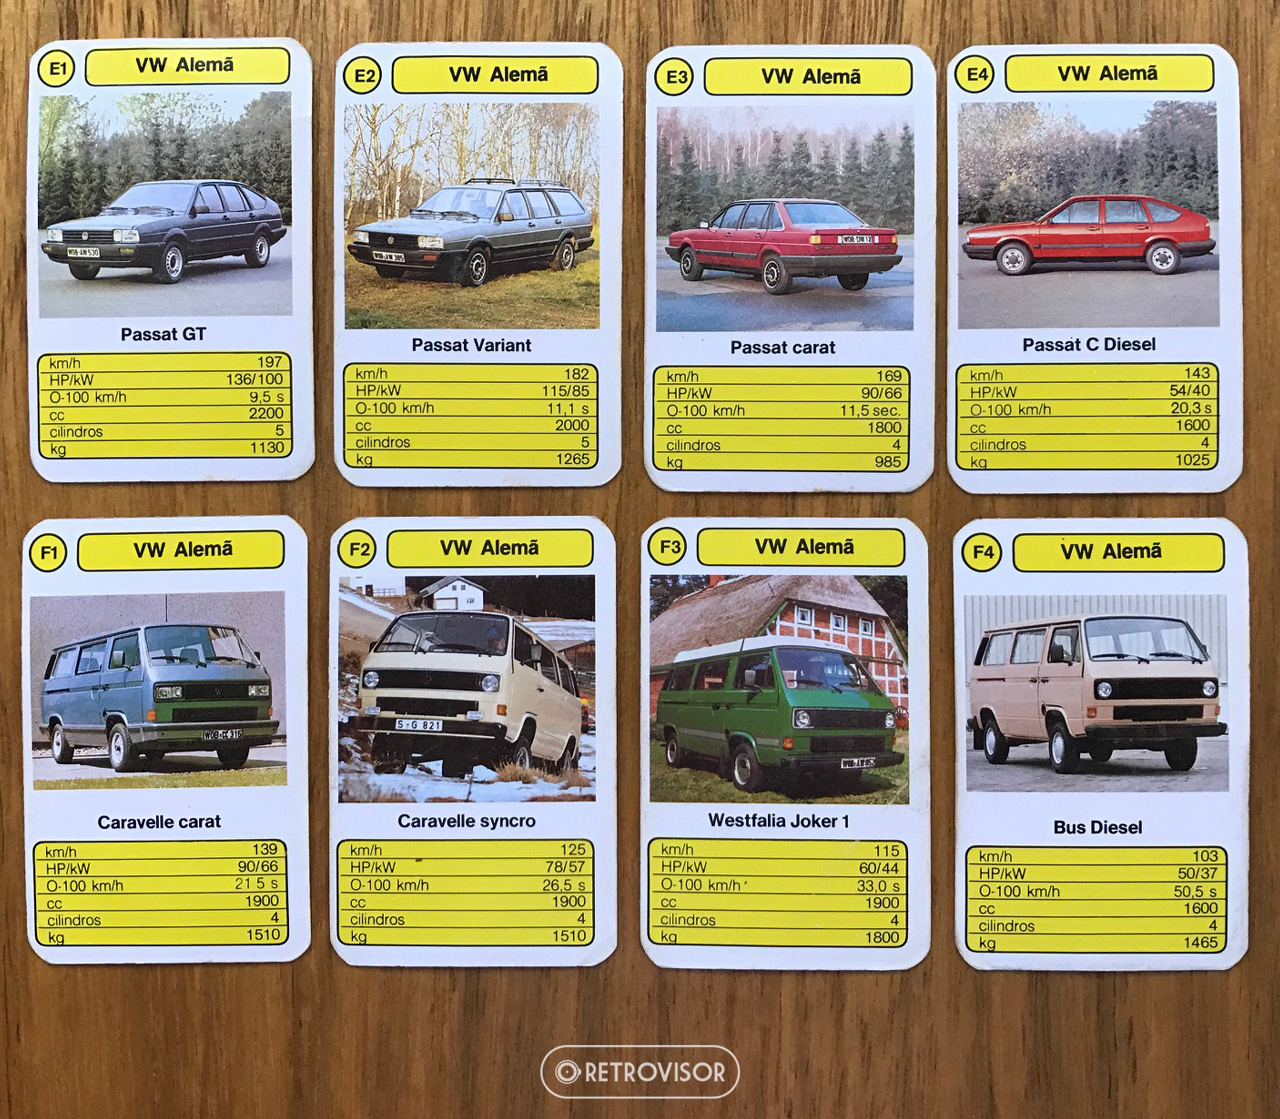 E1
VW Alemã
WOB-AW 530
Passat GT
km/h 197
HP/kW 136/100
O-100 km/h 9,5 s
cc 2200
cilindros 5
kg 1130
E2
VW Alemã
Passat Variant
km/h 182
HP/kW 115/85
O-100 km/h 11,1 s
cc 2000
cilindros 5
kg 1265
E3
VW Alemã
Passat carat
km/h 169
HP/kW 90/66
O-100 km/h 11,5 sec.
cc 1800
cilindros 4
kg 985
E4
VW Alemã
Passat C Diesel
km/h 143
HP/kW 54/40
O-100 km/h 20,3 s
cc 1600
cilindros 4
kg 1025
F1
VW Alemã
Caravelle carat
km/h 139
HP/kW 90/66
O-100 km/h 21 5 s
cc 1900
cilindros 4
kg 1510
F2
VW Alemã
S-G 821
Caravelle syncro
km/h 125
HP/kW 78/57
O-100 km/h 26,5 s
cc 1900
cilindros 4
kg 1510
F3
VW Alemã
Westfalia Joker 1
km/h 115
HP/kW 60/44
O-100 km/h 33,0 s
cc 1900
cilindros 4
kg 1800
F4
VW Alemã
Bus Diesel
km/h 103
HP/kW 50/37
O-100 km/h 50,5 s
cc 1600
cilindros 4
kg 1465
RETROVISOR